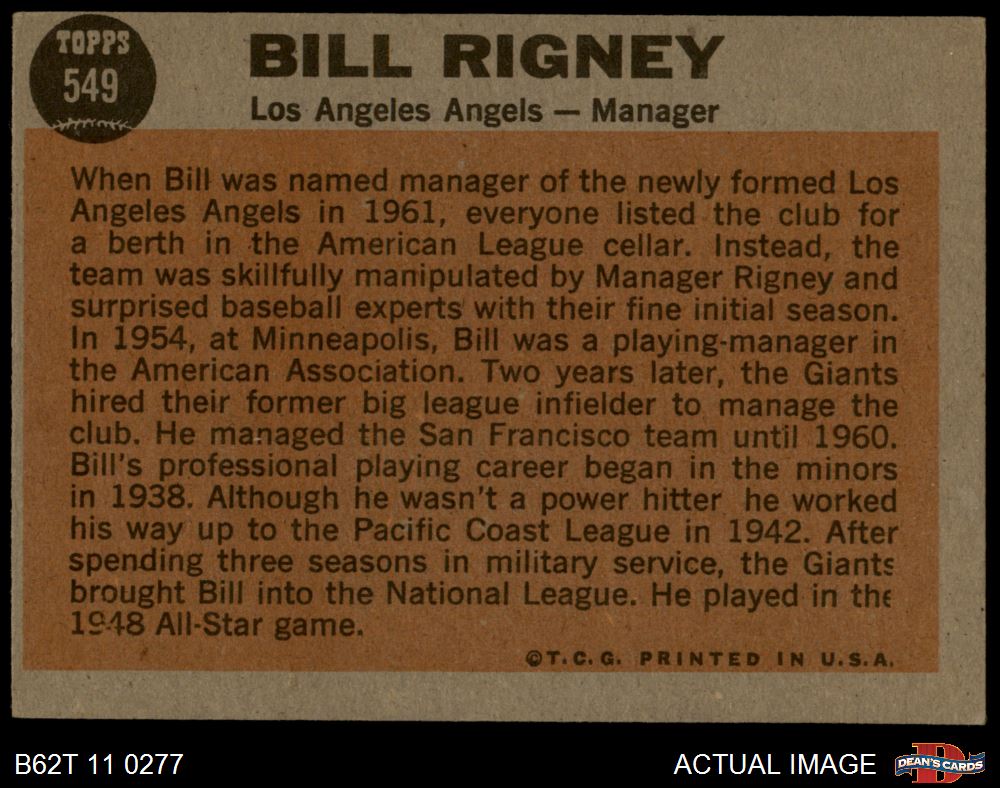 TOPPS
549
BILL RIGNEY
Los Angeles Angels — Manager
When Bill was named manager of the newly formed Los
Angeles Angels in 1961, everyone listed the club for
a berth in the American League cellar. Instead, the
team was skillfully manipulated by Manager Rigney and
surprised baseball experts with their fine initial season.
In 1954, at Minneapolis, Bill was a playing-manager in
the American Association. Two years later, the Giants
hired their former big league infielder to manage the
club. He managed the San Francisco team until 1960.
Bill's professional playing career began in the minors
in 1938. Although he wasn't a power hitter he worked
his way up to the Pacific Coast League in 1942. After
spending three seasons in military service, the Giants
brought Bill into the National League. He played in the
1948 All-Star game.
©T.C.G. PRINTED IN U.S.A.
B62T 11 0277
ACTUAL IMAGE
D
DEAN'S CARDS